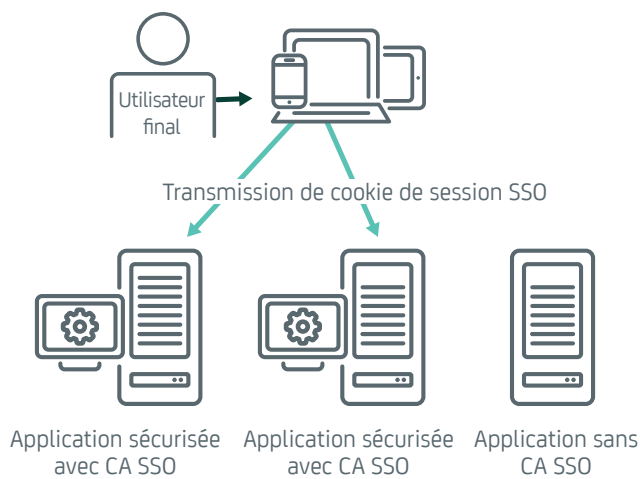 Utilisateur
final
Transmission de cookie de session SSO
Application sécurisée
avec CA SSO
Application sécurisée
avec CA SSO
Application sans
CA SSO